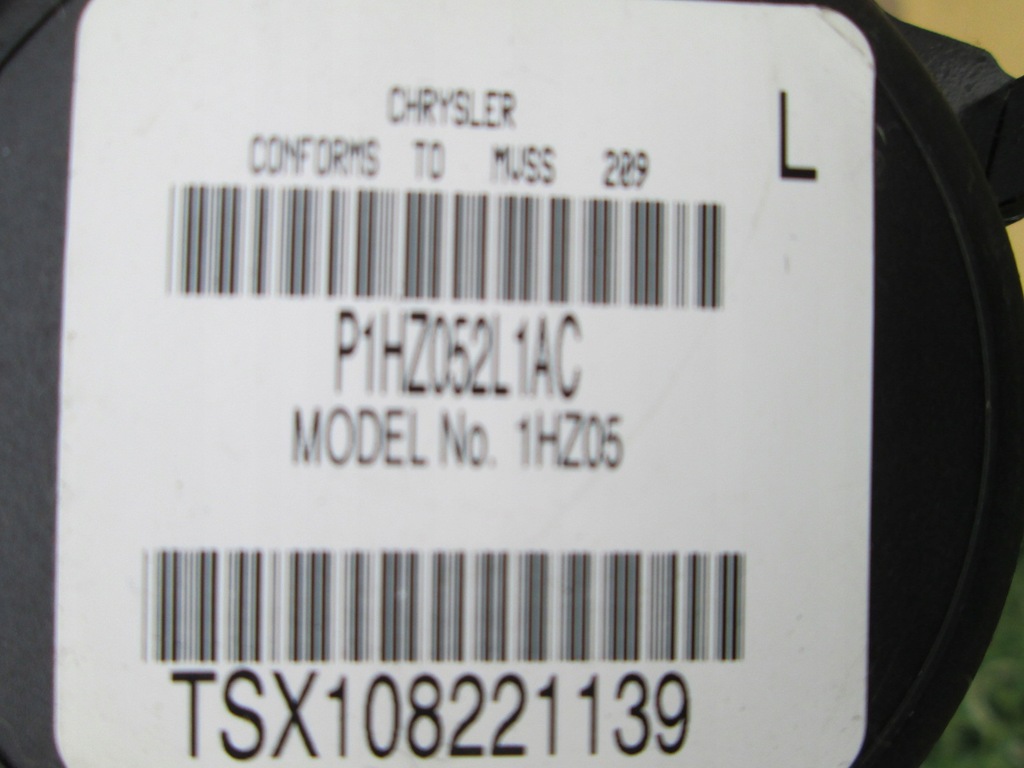 CHRYSLER
L
CONFORMS TO MVSS 209
P1HZ052L1AC
MODEL No. 1HZ05
TSX108221139